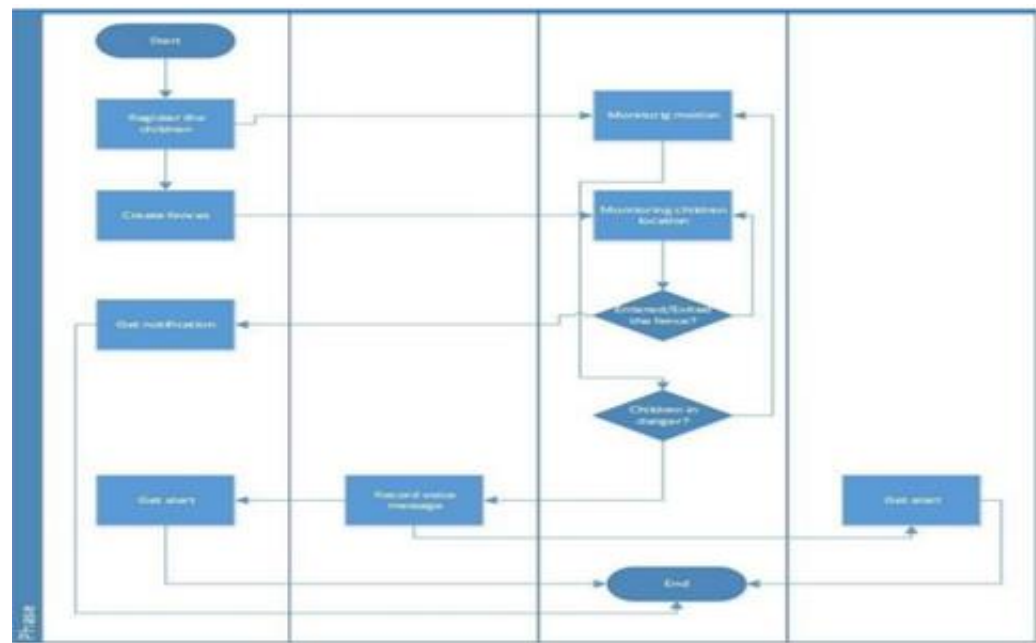 Start
Register the
children
Monitorig motion
Create fences
Monitoring children
location
Entered/Exited
the fence?
Get notification
Children in
danger?
Get alert
Record voice
message
Get alert
End
Phase